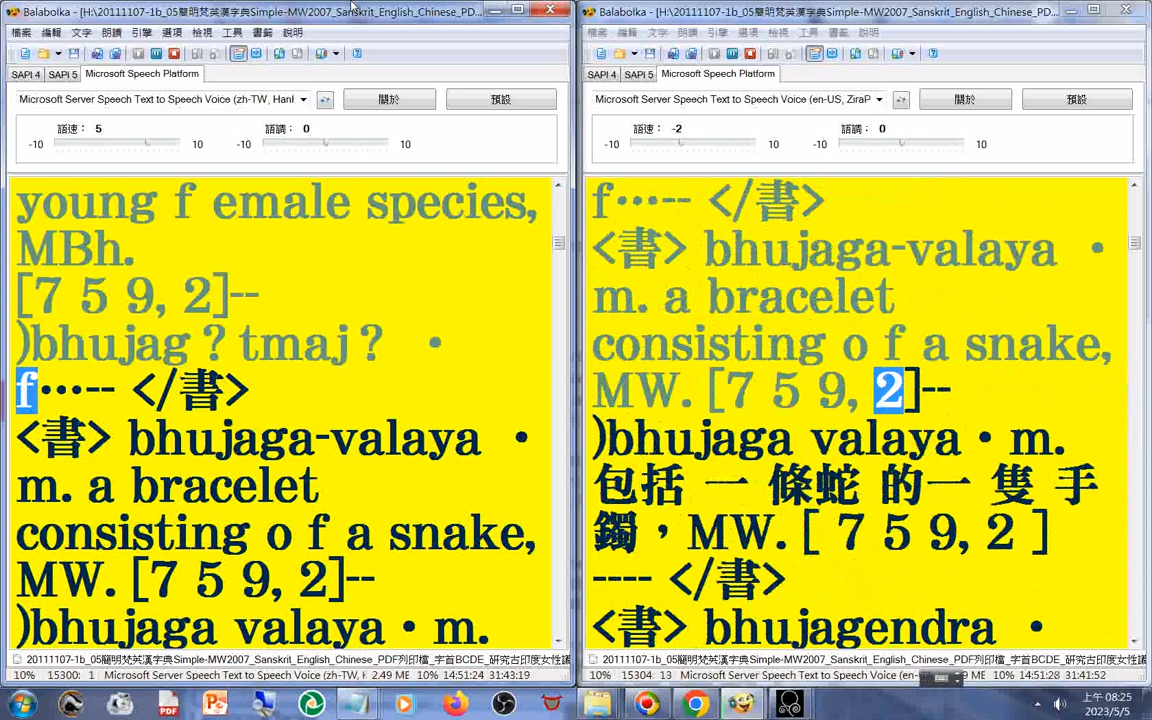 Balabolka - [H:\20111107-1b_05簡明梵英漢字典Simple-MW2007_Sanskrit_English_Chinese_PD...
檔案 編輯 文字 朗讀 引擎 選項 檢視 工具 書籤 說明
SAPI 4 SAPI 5 Microsoft Speech Platform
Microsoft Server Speech Text to Speech Voice (zh-TW, Hanl 關於 預設
語速： 5 語調： 0
-10 10 -10 10
young f emale species,
MBh.
[7 5 9, 2]--
)bhujag？tmaj？ •
f…-- </書>
<書> bhujaga-valaya •
m. a bracelet
consisting o f a snake,
MW. [7 5 9, 2]--
)bhujaga valaya • m.
20111107-1b_05簡明梵英漢字典Simple-MW2007_Sanskrit_English_Chinese_PDF列印檔_字首BCDE_研究古印度女性議
10% 15300: 1 Microsoft Server Speech Text to Speech Voice (zh-TW, H 2.49 ME 10% 14:51:24 31:43:19
Balabolka - [H:\20111107-1b_05簡明梵英漢字典Simple-MW2007_Sanskrit_English_Chinese_PD...
檔案 編輯 文字 朗讀 引擎 選項 檢視 工具 書籤 說明
SAPI 4 SAPI 5 Microsoft Speech Platform
Microsoft Server Speech Text to Speech Voice (en-US, ZiraP 關於 預設
語速： -2 語調： 0
-10 10 -10 10
f…-- </書>
<書> bhujaga-valaya •
m. a bracelet
consisting o f a snake,
MW. [7 5 9, 2]--
)bhujaga valaya • m.
包括 一 條蛇 的一 隻 手
鐲，MW. [ 7 5 9, 2 ]
---- </書>
<書> bhujagendra •
20111107-1b_05簡明梵英漢字典Simple-MW2007_Sanskrit_English_Chinese_PDF列印檔_字首BCDE_研究古印度女性議
10% 15304: 13 Microsoft Server Speech Text to Speech Voice (en-US 10% 14:51:28 31:41:52
PDF
上午 08:25
2023/5/5